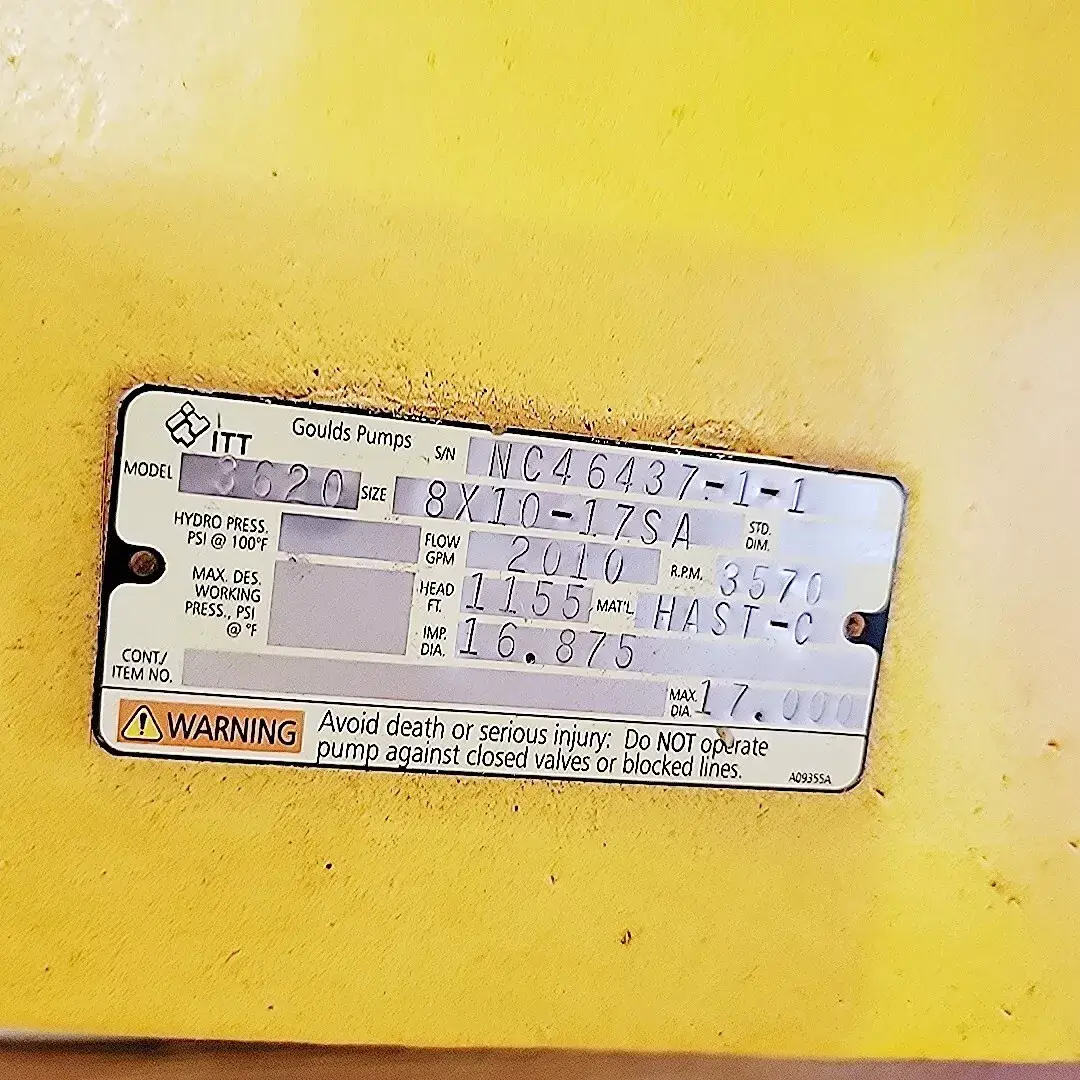 ITT Goulds Pumps S/N NC46437-1-1
MODEL 3620 SIZE 8X10-17SA STD. DIM.
HYDRO PRESS. PSI @ 100°F FLOW GPM 2010 R.P.M. 3570
MAX. DES. WORKING PRESS., PSI @ °F HEAD FT. 1155 MAT'L HAST-C
IMP. DIA. 16.875
CONT/ ITEM NO. MAX. DIA. 17.000
WARNING Avoid death or serious injury: Do NOT operate
pump against closed valves or blocked lines.
A0935SA